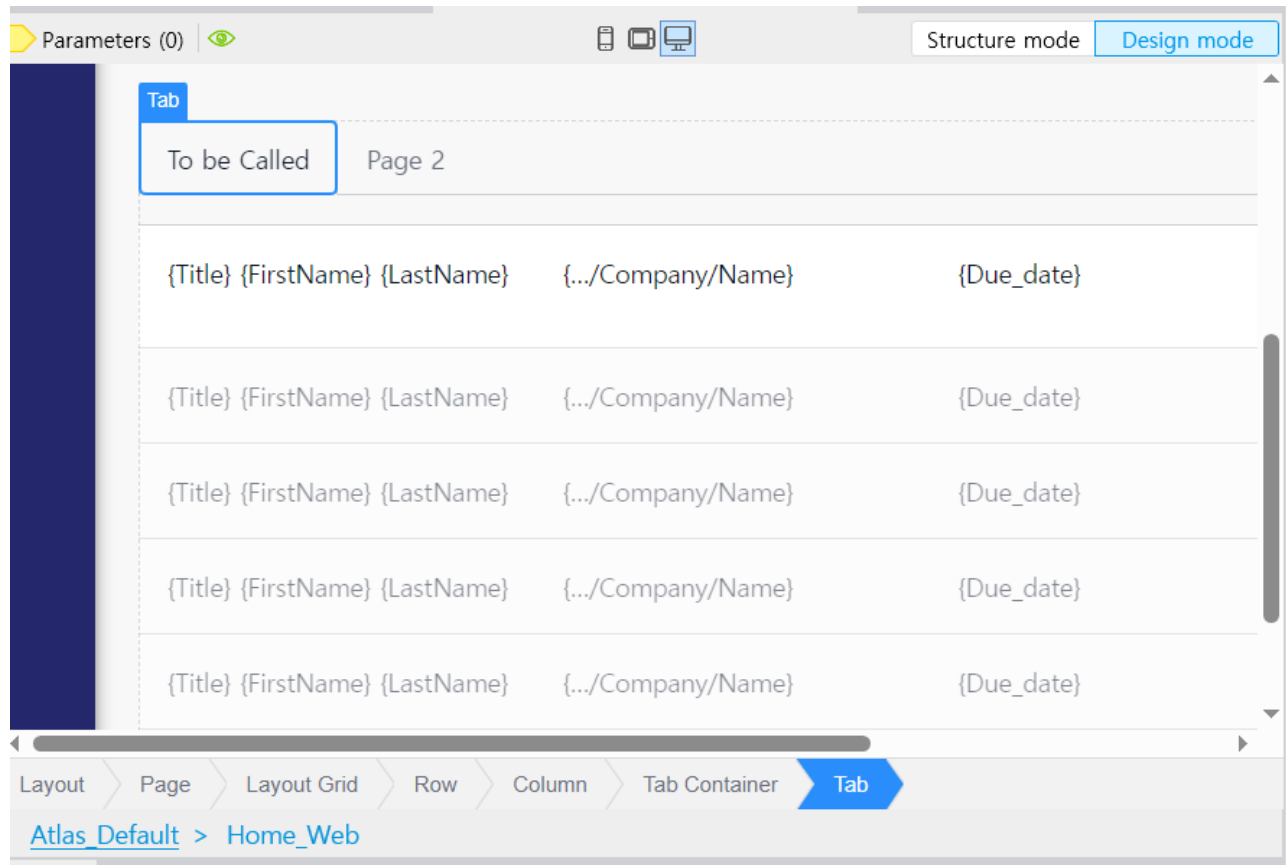 Parameters (0) Structure mode Design mode
Tab
To be Called Page 2
{Title} {FirstName} {LastName} {.../Company/Name} {Due_date}
{Title} {FirstName} {LastName} {.../Company/Name} {Due_date}
{Title} {FirstName} {LastName} {.../Company/Name} {Due_date}
{Title} {FirstName} {LastName} {.../Company/Name} {Due_date}
{Title} {FirstName} {LastName} {.../Company/Name} {Due_date}
Layout Page Layout Grid Row Column Tab Container Tab
Atlas_Default > Home_Web